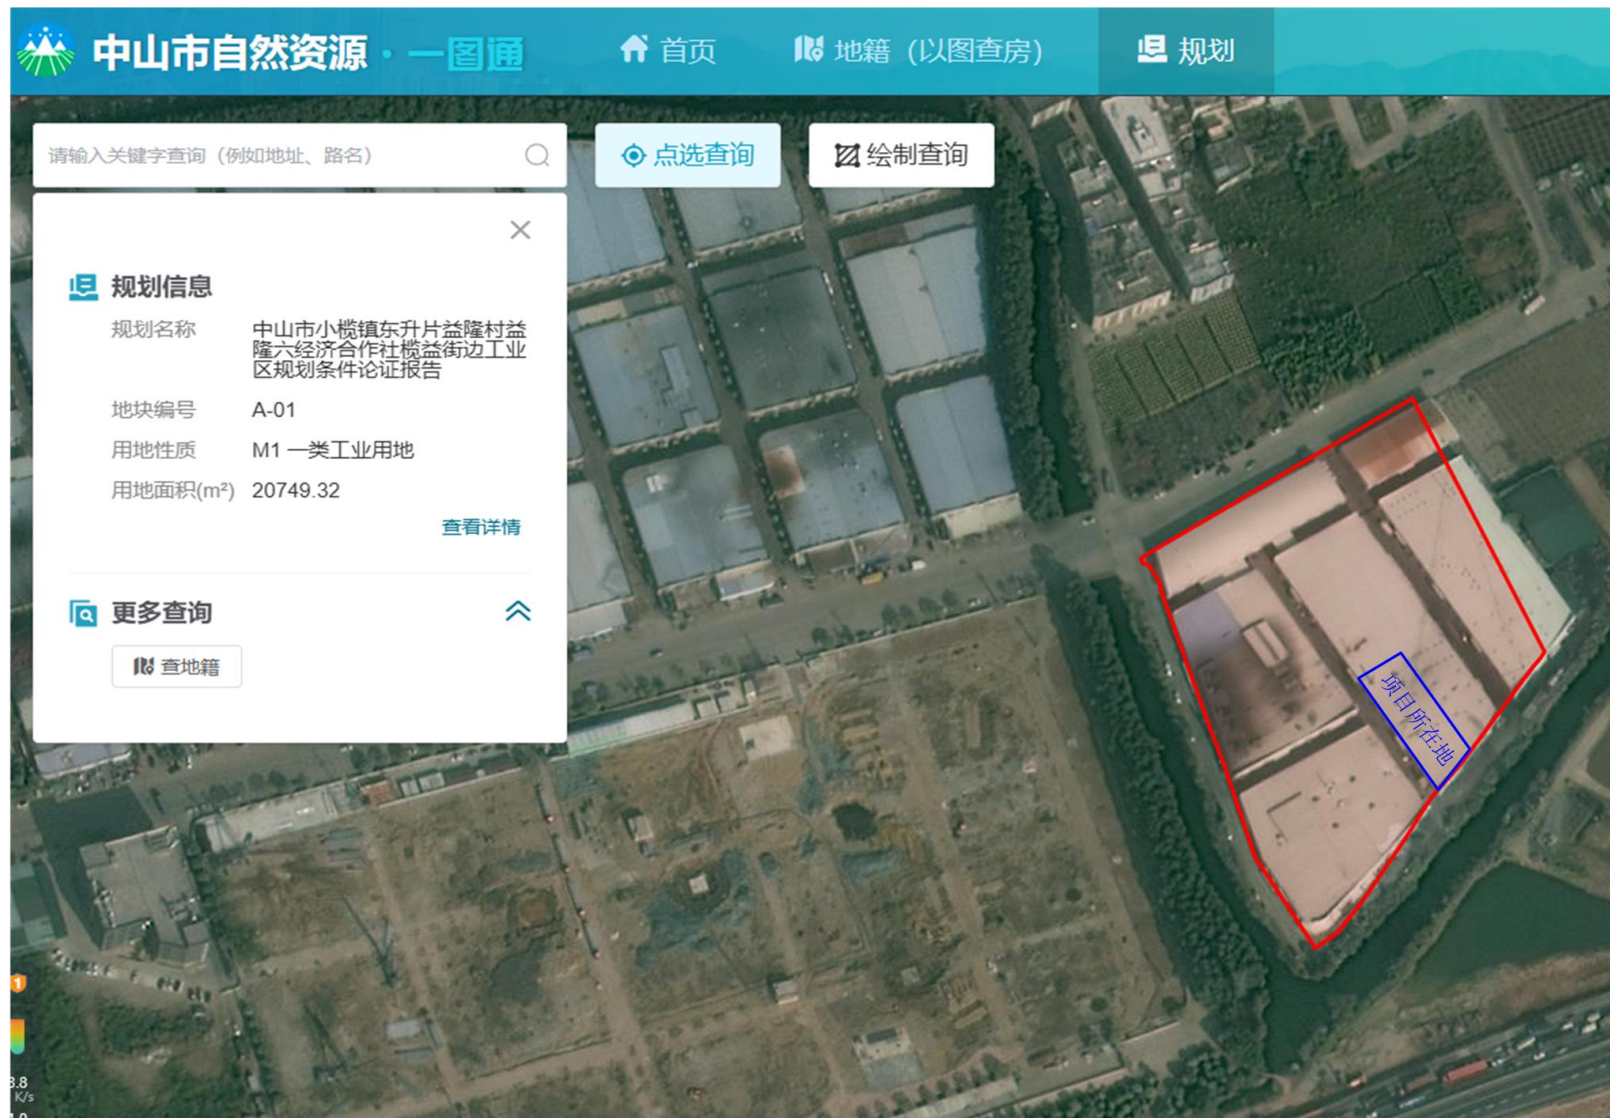 中山市自然资源·一图通
首页
地籍（以图查房）
规划
请输入关键字查询（例如地址、路名）
点选查询
绘制查询
规划信息
规划名称
中山市小榄镇东升片益隆村益
隆六经济合作社榄益街边工业
区规划条件论证报告
地块编号
A-01
用地性质
M1 一类工业用地
用地面积(m²)
20749.32
查看详情
更多查询
查地籍
项目所在地
1
3.8
K/s